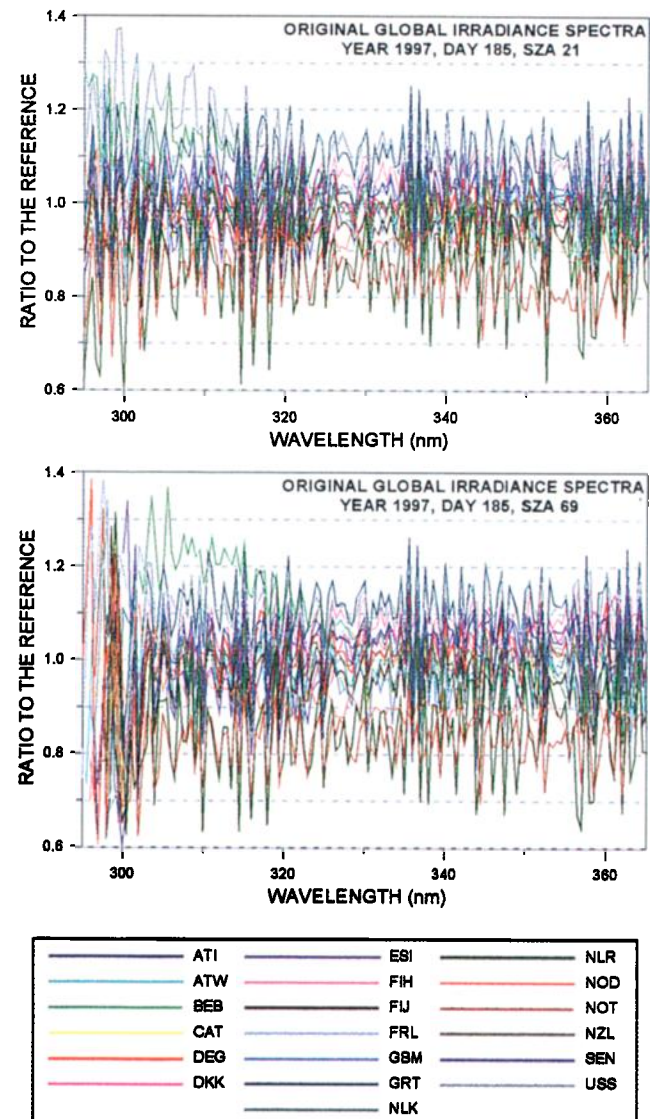 ORIGINAL GLOBAL IRRADIANCE SPECTRA
YEAR 1997, DAY 185, SZA 21
RATIO TO THE REFERENCE
1.4
1.2
1.0
0.8
0.6
300
320
340
360
WAVELENGTH (nm)
ORIGINAL GLOBAL IRRADIANCE SPECTRA
YEAR 1997, DAY 185, SZA 69
RATIO TO THE REFERENCE
1.4
1.2
1.0
0.8
0.6
300
320
340
360
WAVELENGTH (nm)
ATI
ATW
BEB
CAT
DEG
DKK
ESI
FIH
FIJ
FRL
GBM
GRT
NLK
NLR
NOD
NOT
NZL
SEN
USS